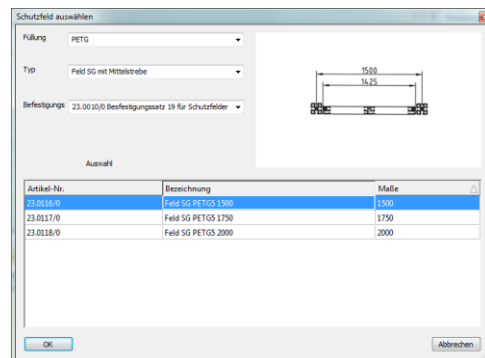 Schutzfeld auswählen
Füllung
PETG
Typ
Feld SG mit Mittelstrebe
Befestigungs
23.0010/0 Besfestigungssatz 19 für Schutzfelder
1500
1425
Auswahl
Artikel-Nr. Bezeichnung Maße
23.0116/0 Feld SG PETG5 1500 1500
23.0117/0 Feld SG PETG5 1750 1750
23.0118/0 Feld SG PETG5 2000 2000
OK Abbrechen